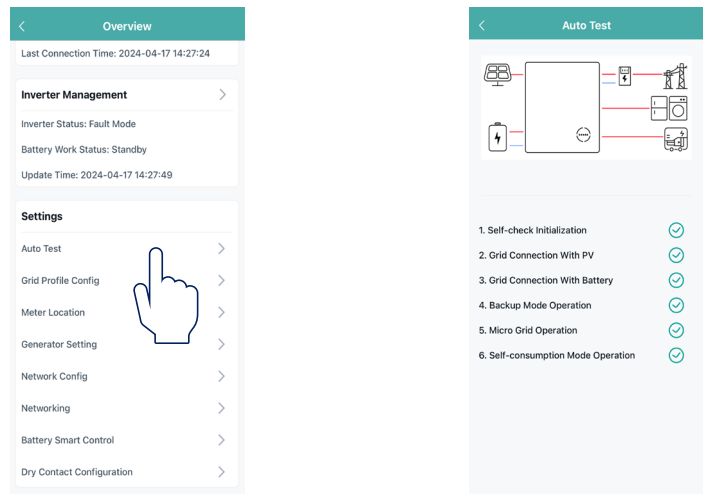 Overview
Last Connection Time: 2024-04-17 14:27:24
Inverter Management
Inverter Status: Fault Mode
Battery Work Status: Standby
Update Time: 2024-04-17 14:27:49
Settings
Auto Test
Grid Profile Config
Meter Location
Generator Setting
Network Config
Networking
Battery Smart Control
Dry Contact Configuration
Auto Test
1. Self-check Initialization
2. Grid Connection With PV
3. Grid Connection With Battery
4. Backup Mode Operation
5. Micro Grid Operation
6. Self-consumption Mode Operation